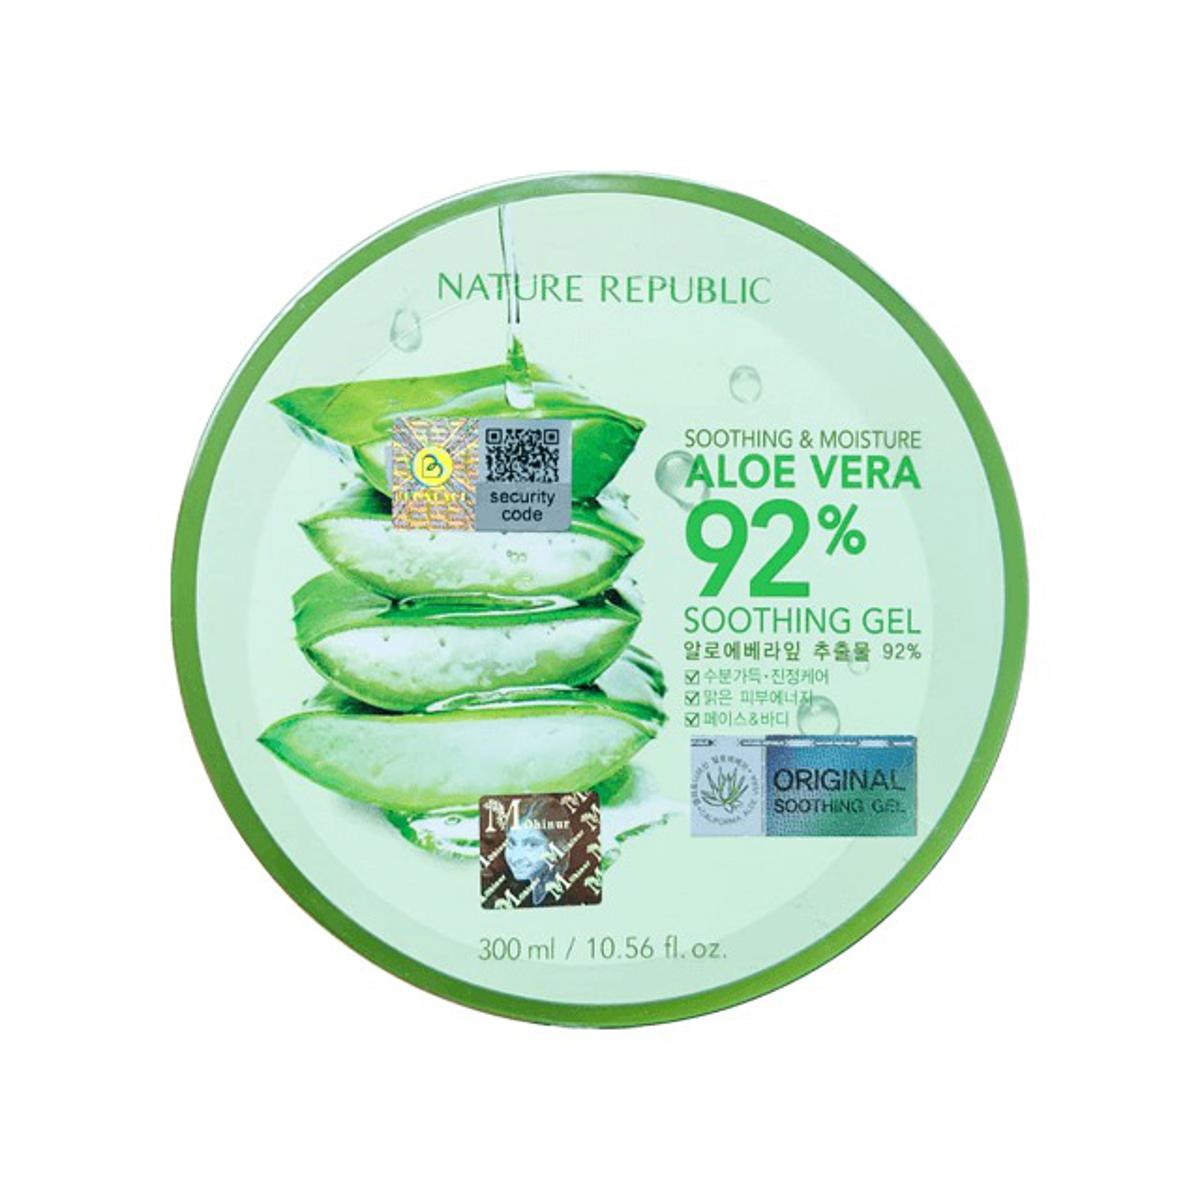 NATURE REPUBLIC
SOOTHING & MOISTURE
ALOE VERA
92%
SOOTHING GEL
알로에베라잎 추출물 92%
수분가득·진정케어
맑은 피부에너지
페이스&바디
security
code
ORIGINAL
SOOTHING GEL
Mohinur
300 ml / 10.56 fl. oz.